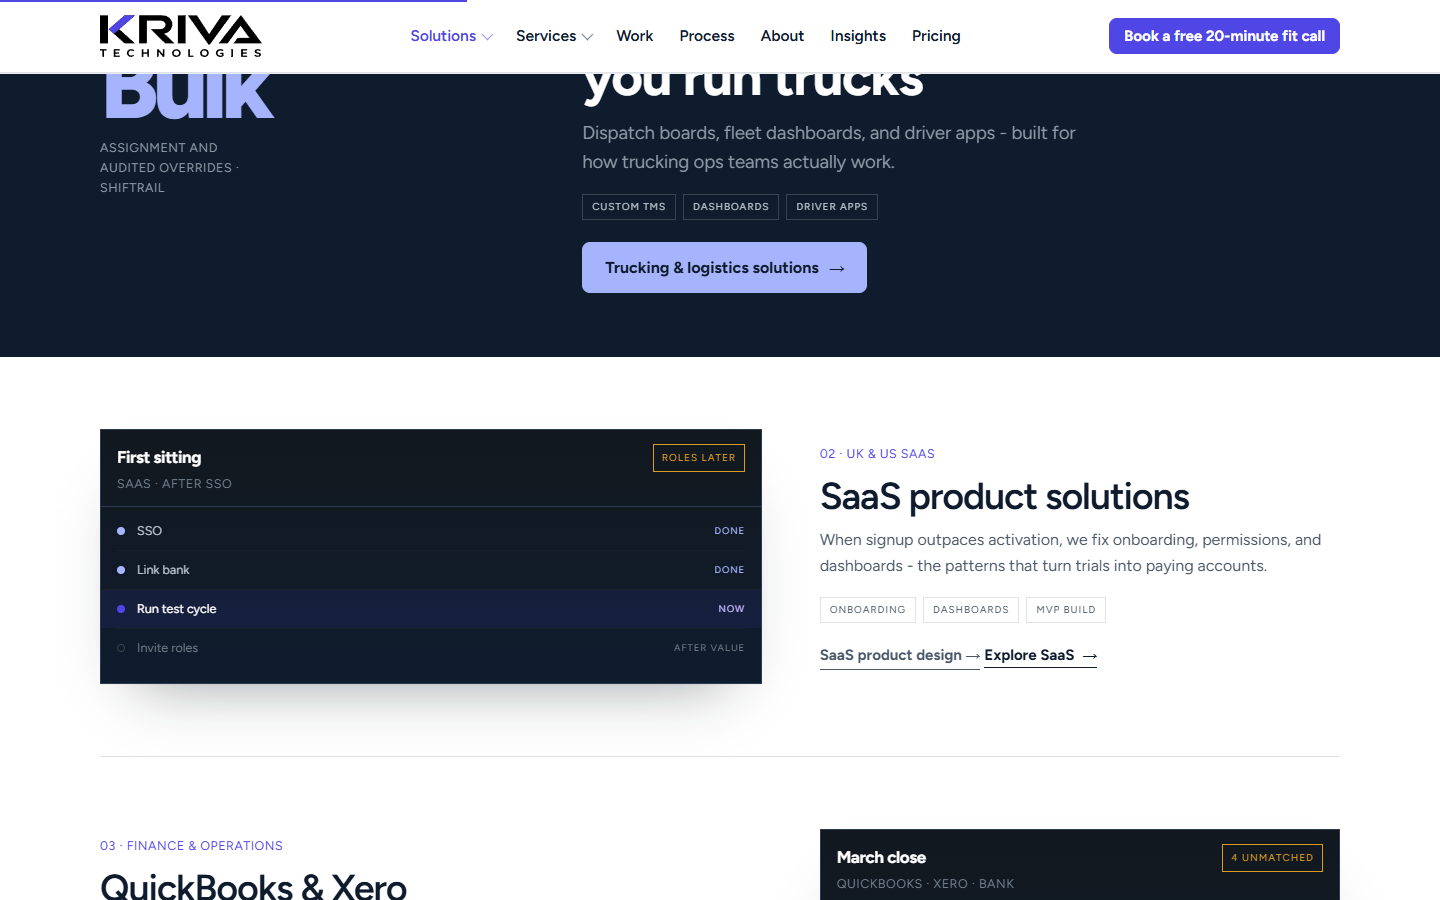 KRIVA
TECHNOLOGIES
Solutions
Services
Work
Process
About
Insights
Pricing
Book a free 20-minute fit call
Bulk
ASSIGNMENT AND
AUDITED OVERRIDES ·
SHIFTRAIL
you run trucks
Dispatch boards, fleet dashboards, and driver apps - built for
how trucking ops teams actually work.
CUSTOM TMS
DASHBOARDS
DRIVER APPS
Trucking & logistics solutions →
First sitting
ROLES LATER
SAAS · AFTER SSO
SSO
DONE
Link bank
DONE
Run test cycle
NOW
Invite roles
AFTER VALUE
02 · UK & US SAAS
SaaS product solutions
When signup outpaces activation, we fix onboarding, permissions, and
dashboards - the patterns that turn trials into paying accounts.
ONBOARDING
DASHBOARDS
MVP BUILD
SaaS product design → Explore SaaS →
03 · FINANCE & OPERATIONS
QuickBooks & Xero
March close
4 UNMATCHED
QUICKBOOKS · XERO · BANK